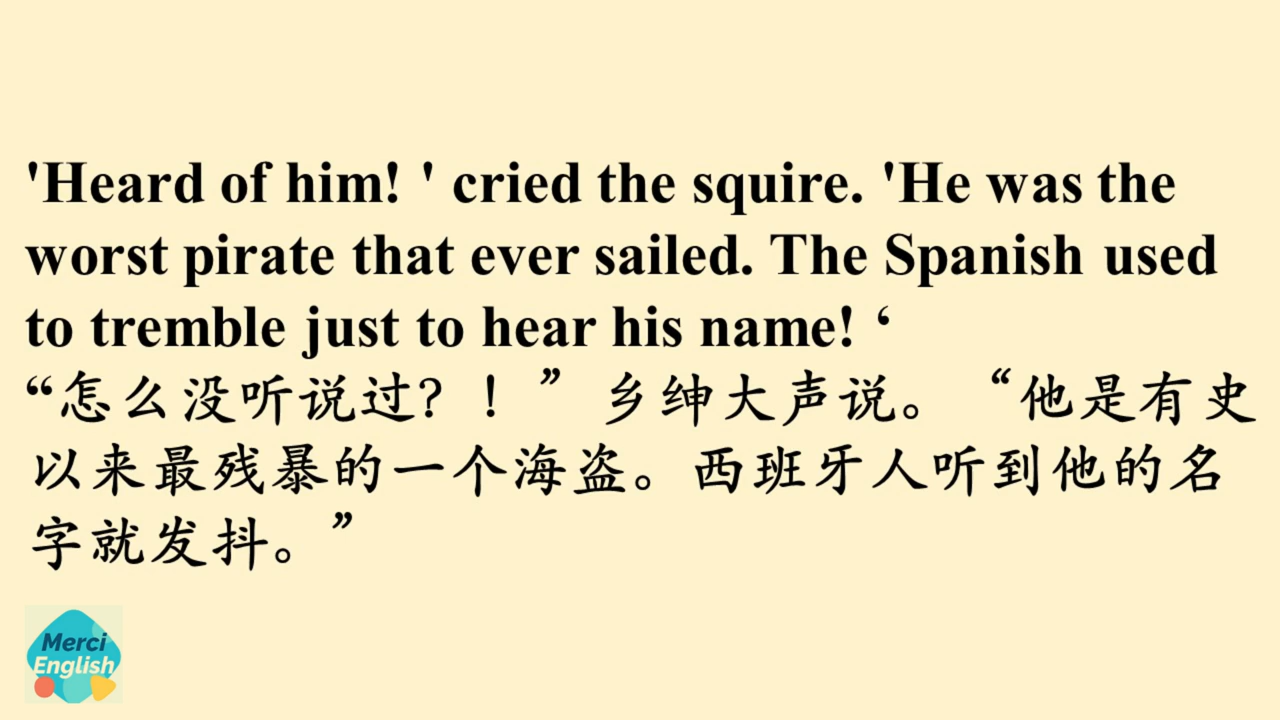 'Heard of him! ' cried the squire. 'He was the
worst pirate that ever sailed. The Spanish used
to tremble just to hear his name! ‘
“怎么没听说过？！”乡绅大声说。“他是有史
以来最残暴的一个海盗。西班牙人听到他的名
字就发抖。”
Merci
English